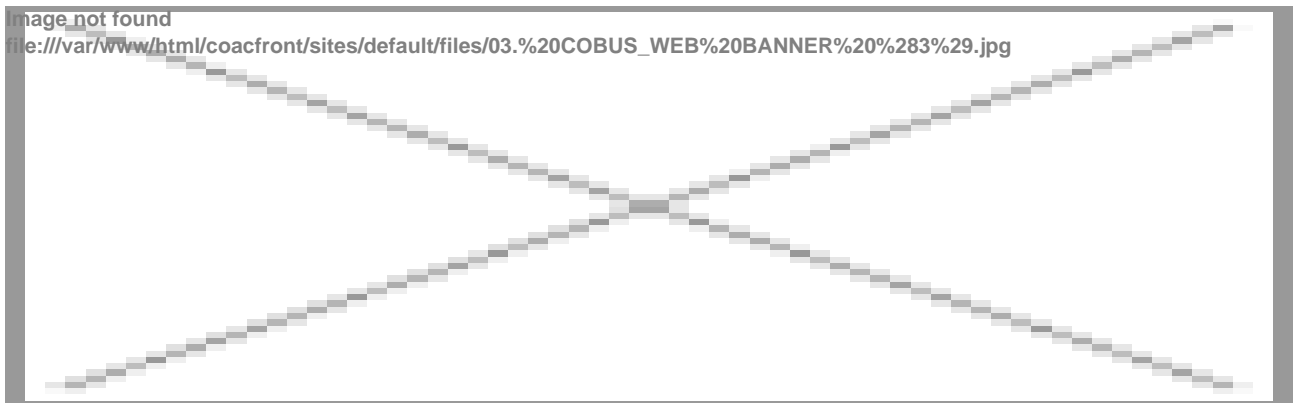 Image not found
file:///var/www/html/coacfront/sites/default/files/03.%20COBUS_WEB%20BANNER%20%283%29.jpg